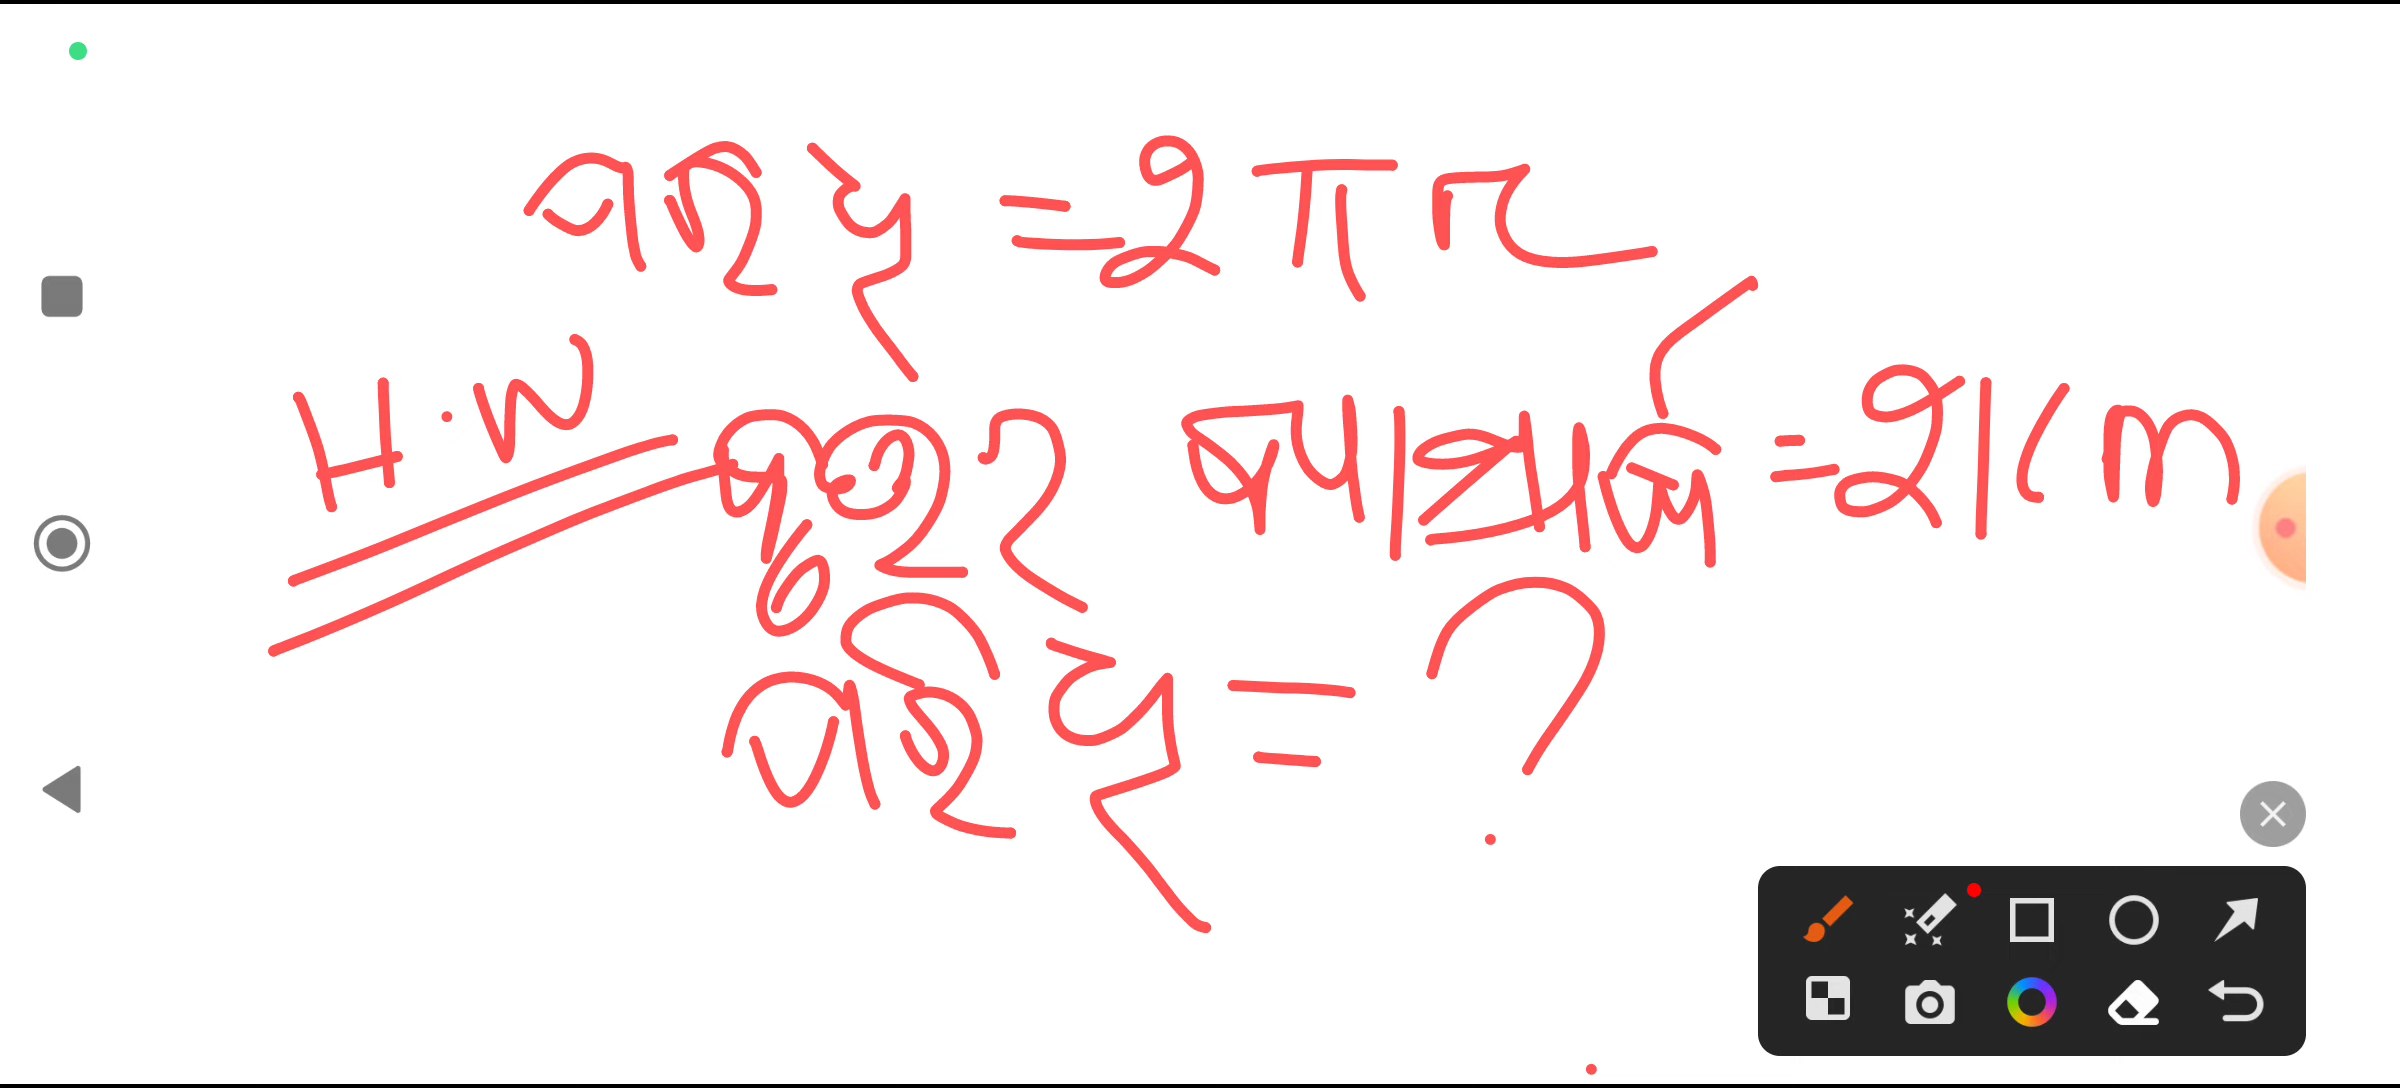 পরিধি = 2πr
H.W বৃত্তের ব্যাসার্ধ = 21cm
পরিধি = ?